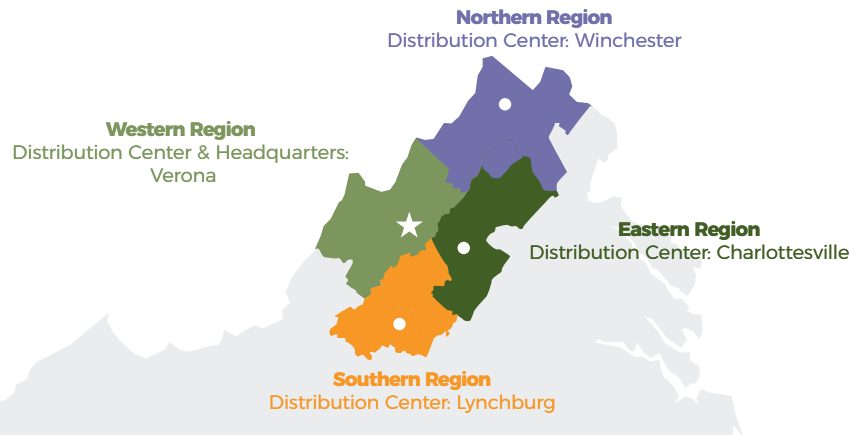 Northern Region
Distribution Center: Winchester
Western Region
Distribution Center & Headquarters:
Verona
Eastern Region
Distribution Center: Charlottesville
Southern Region
Distribution Center: Lynchburg